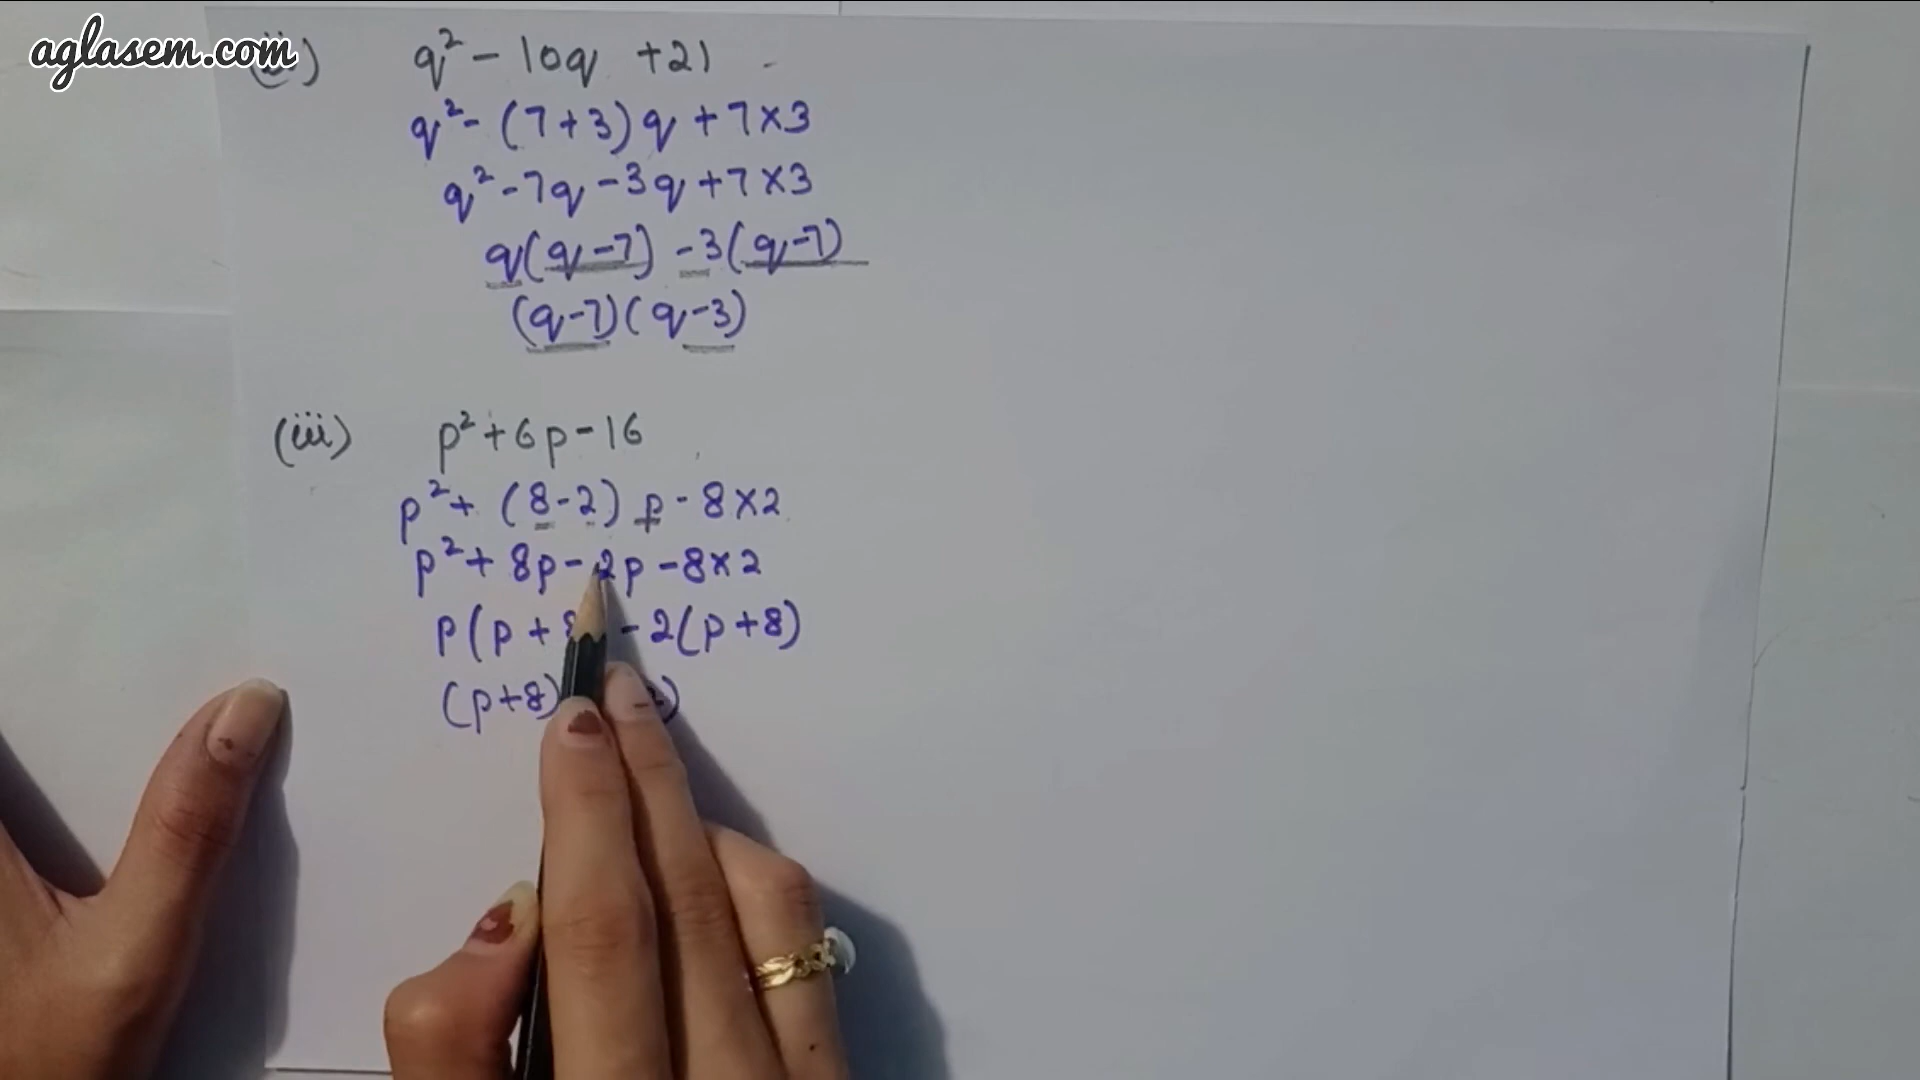 aglasem.com
(ii) q² - 10q + 21
q² - (7+3) q + 7×3
q² - 7q - 3q + 7×3
q(q-7) -3(q-7)
(q-7)(q-3)
(iii) p² + 6p - 16
p² + (8-2) p - 8×2
p² + 8p - 2p - 8×2
p(p + - 2(p+8)
(p+8) )